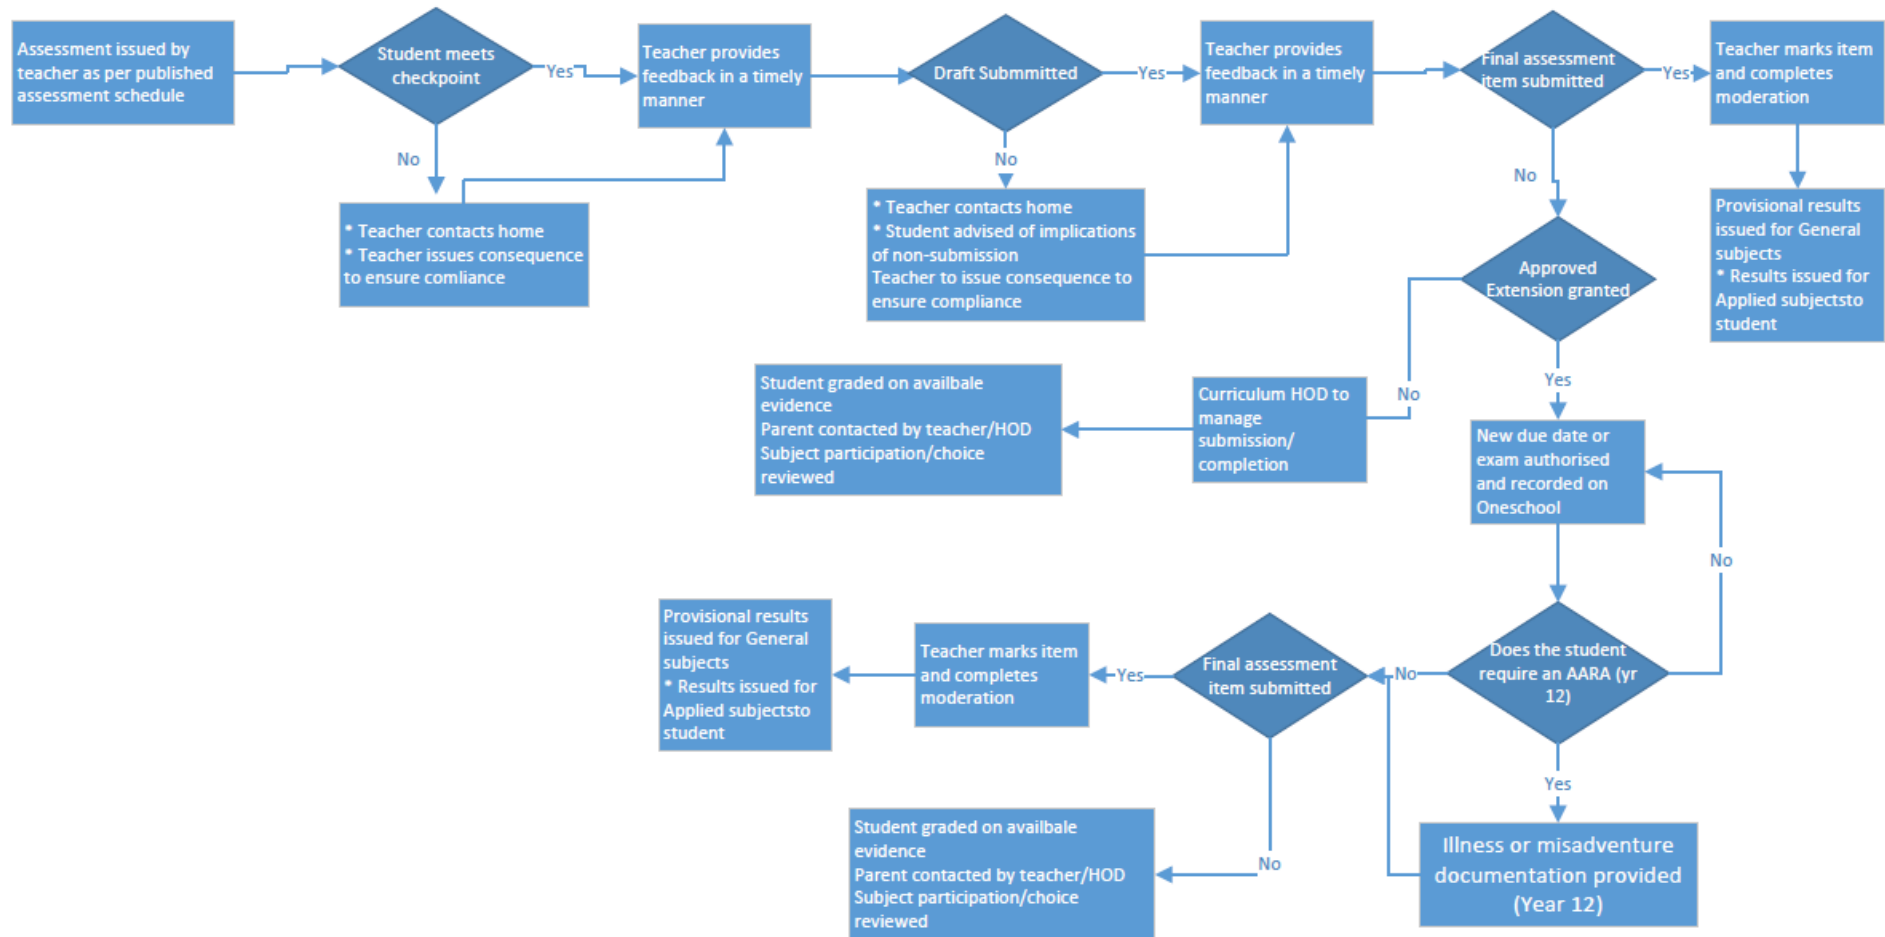 Assessment issued by
teacher as per published
assessment schedule
Student meets
checkpoint
Yes
No
* Teacher contacts home
* Teacher issues consequence
to ensure comliance
Teacher provides
feedback in a timely
manner
Draft Submmitted
Yes
No
* Teacher contacts home
* Student advised of implications
of non-submission
Teacher to issue consequence to
ensure compliance
Teacher provides
feedback in a timely
manner
Final assessment
item submitted
Yes
No
Teacher marks item
and completes
moderation
Provisional results
issued for General
subjects
* Results issued for
Applied subjectsto
student
Approved
Extension granted
No
Yes
Curriculum HOD to
manage
submission/
completion
Student graded on availbale
evidence
Parent contacted by teacher/HOD
Subject participation/choice
reviewed
New due date or
exam authorised
and recorded on
Oneschool
No
Does the student
require an AARA (yr
12)
No
Yes
Illness or misadventure
documentation provided
(Year 12)
Final assessment
item submitted
Yes
No
Teacher marks item
and completes
moderation
Provisional results
issued for General
subjects
* Results issued for
Applied subjectsto
student
Student graded on availbale
evidence
Parent contacted by teacher/HOD
Subject participation/choice
reviewed